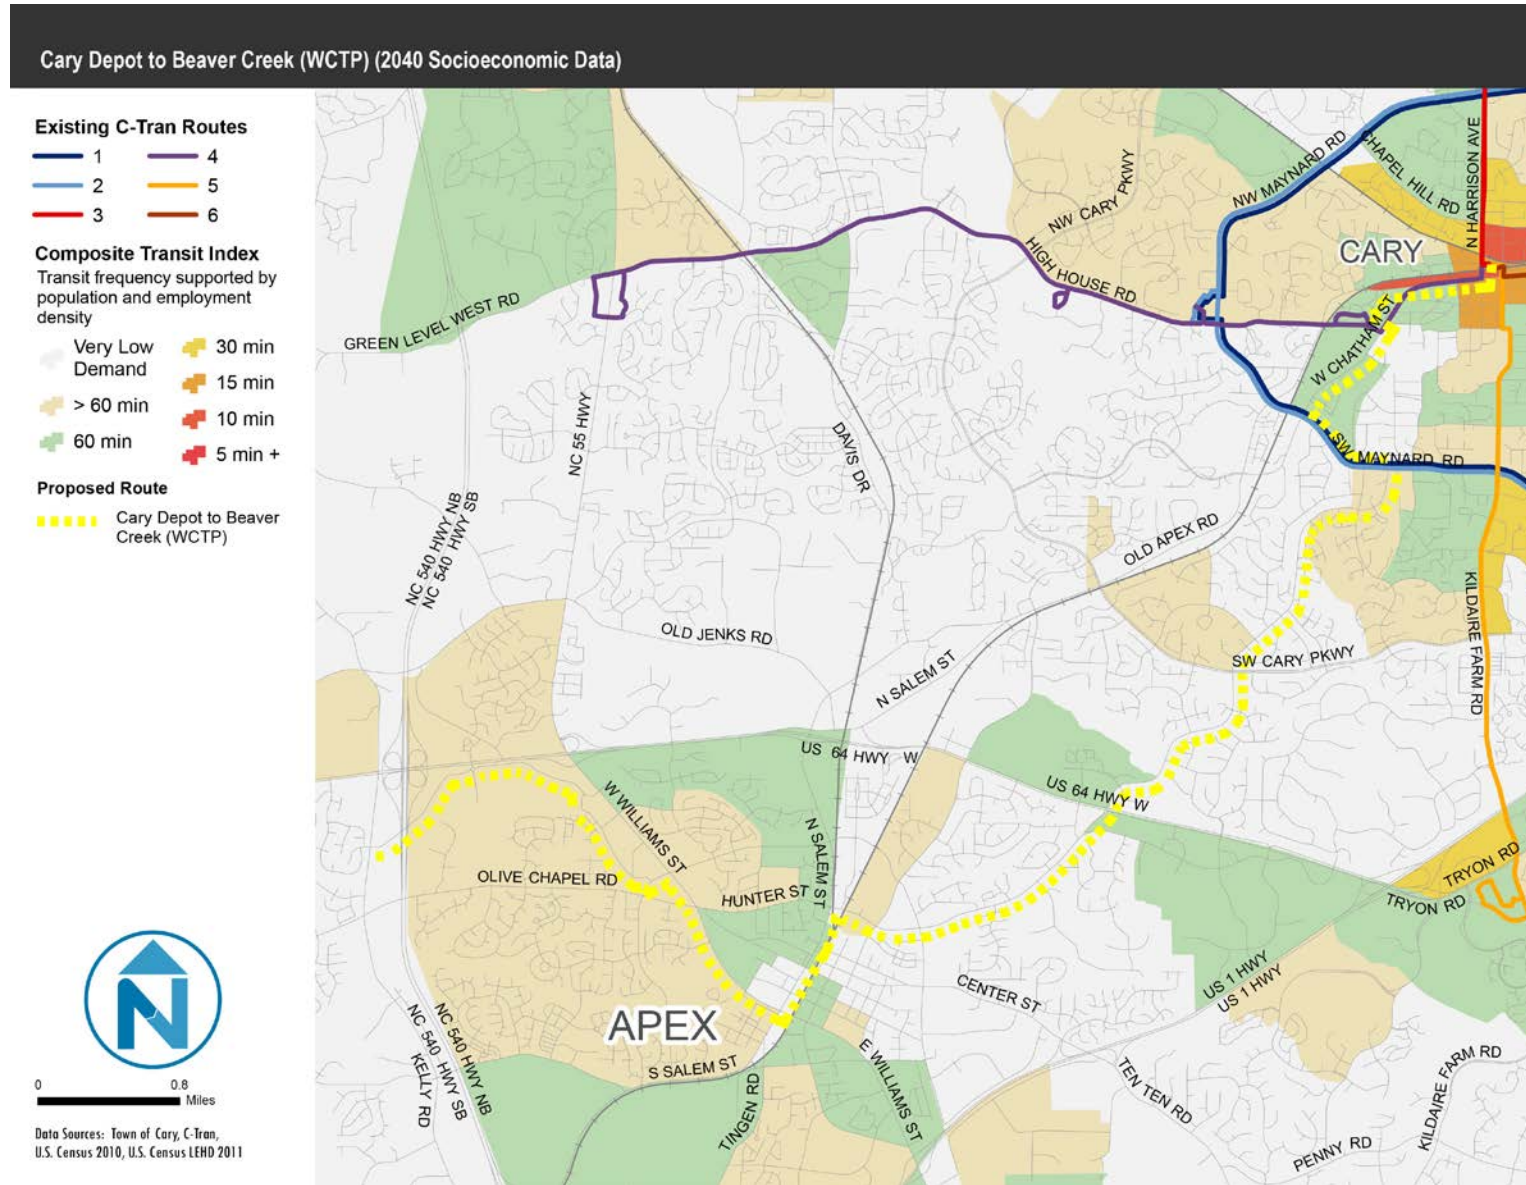 Cary Depot to Beaver Creek (WCTP) (2040 Socioeconomic Data)
Existing C-Tran Routes
1
4
2
5
3
6
Composite Transit Index
Transit frequency supported by
population and employment
density
Very Low
Demand
30 min
15 min
> 60 min
10 min
60 min
5 min +
Proposed Route
Cary Depot to Beaver
Creek (WCTP)
N
0
0.8
Miles
Data Sources: Town of Cary, C-Tran,
U.S. Census 2010, U.S. Census LEHD 2011
NW MAYNARD RD
CHAPEL HILL RD
N HARRISON AVE
NW CARY PKWY
CARY
HIGH HOUSE RD
GREEN LEVEL WEST RD
W CHATHAM ST
NC 55 HWY
DAVIS DR
SW MAYNARD RD
NC 540 HWY NB
NC 540 HWY SB
OLD APEX RD
KILDAIRE FARM RD
OLD JENKS RD
N SALEM ST
SW CARY PKWY
US 64 HWY W
US 64 HWY W
W WILLIAMS ST
N SALEM ST
OLIVE CHAPEL RD
HUNTER ST
TRYON RD
TRYON RD
US 1 HWY
US 1 HWY
CENTER ST
APEX
NC 540 HWY NB
NC 540 HWY SB
KELLY RD
S SALEM ST
TINGEN RD
E WILLIAMS ST
TEN TEN RD
KILDAIRE FARM RD
PENNY RD